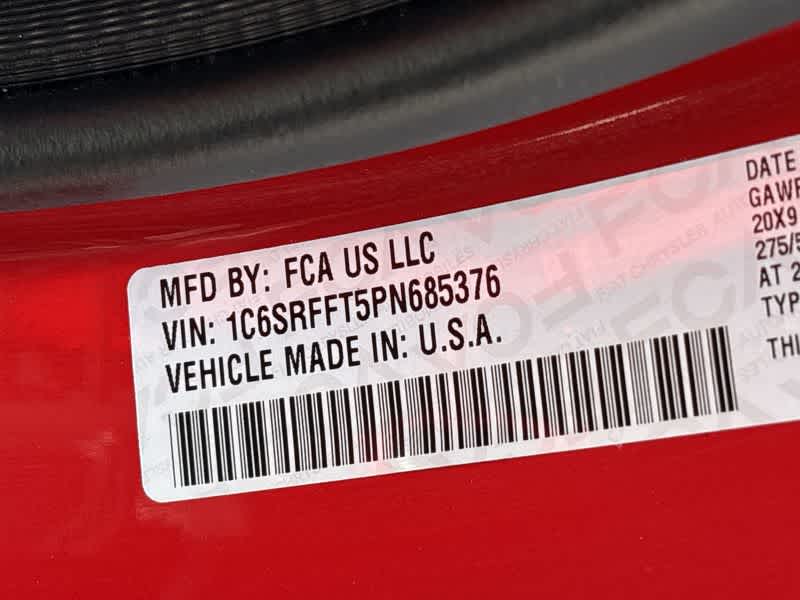 MFD BY: FCA US LLC
VIN: 1C6SRFFT5PN685376
VEHICLE MADE IN: U.S.A.
DATE
GAWR
20X9
275/5
AT 2
TYP
THI